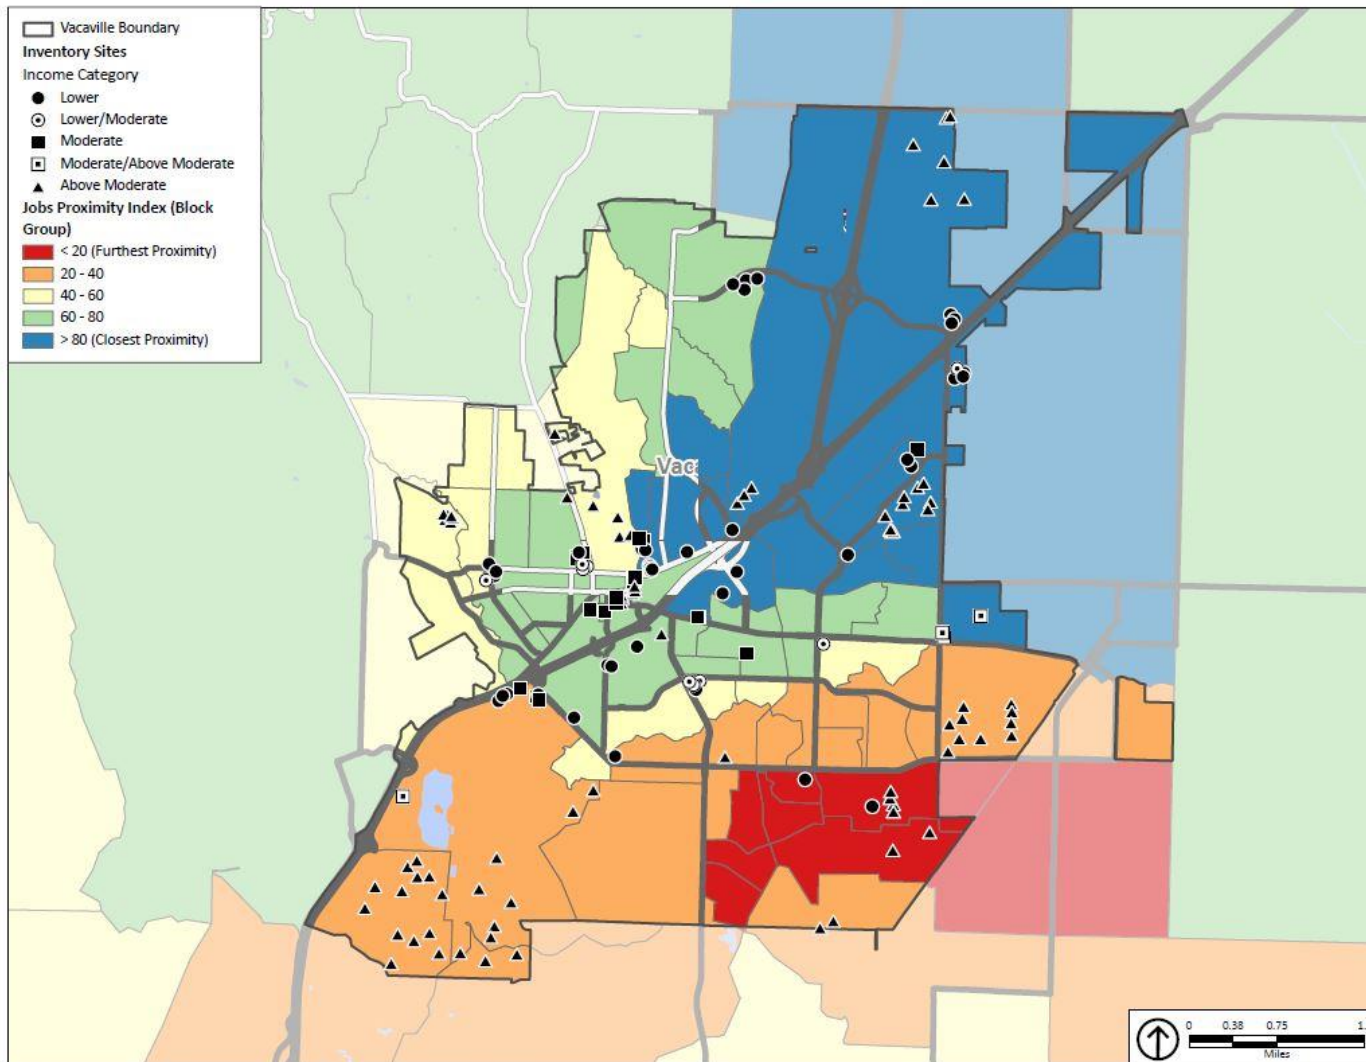 Vacaville Boundary
Inventory Sites
Income Category
Lower
Lower/Moderate
Moderate
Moderate/Above Moderate
Above Moderate
Jobs Proximity Index (Block
Group)
< 20 (Furthest Proximity)
20 - 40
40 - 60
60 - 80
> 80 (Closest Proximity)
Vaca
0 0.38 0.75 1.
Miles